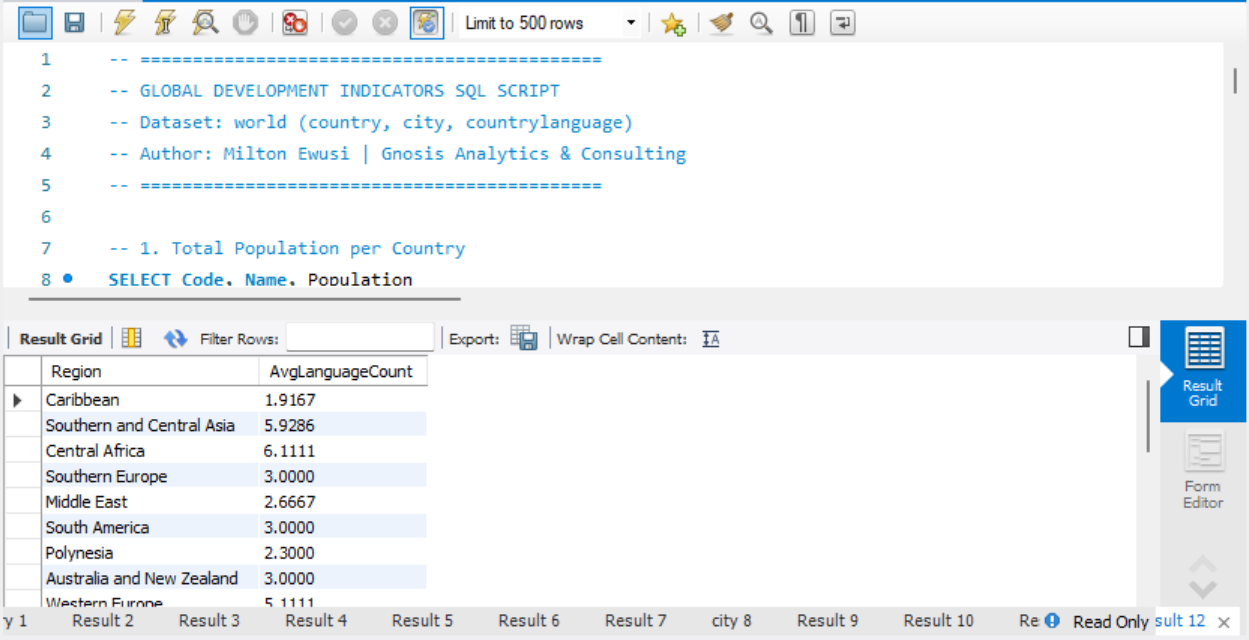 Limit to 500 rows
1 -- ============================================
2 -- GLOBAL DEVELOPMENT INDICATORS SQL SCRIPT
3 -- Dataset: world (country, city, countrylanguage)
4 -- Author: Milton Ewusi | Gnosis Analytics & Consulting
5 -- ============================================
6
7 -- 1. Total Population per Country
8 SELECT Code, Name, Population
Result Grid Filter Rows: Export: Wrap Cell Content: IA
Region AvgLanguageCount
Caribbean 1.9167
Southern and Central Asia 5.9286
Central Africa 6.1111
Southern Europe 3.0000
Middle East 2.6667
South America 3.0000
Polynesia 2.3000
Australia and New Zealand 3.0000
Western Europe 5.1111
Result
Grid
Form
Editor
y 1 Result 2 Result 3 Result 4 Result 5 Result 6 Result 7 city 8 Result 9 Result 10 Re Read Only sult 12